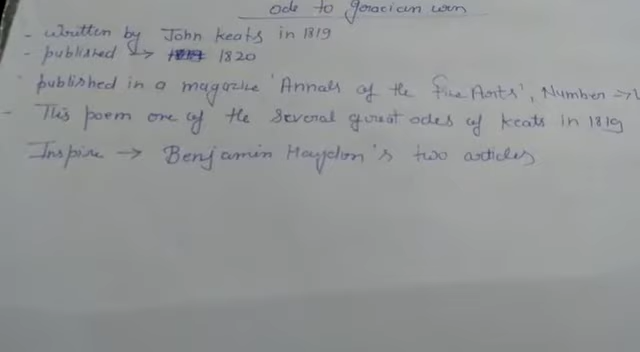 ode to goracian urn
- written by John keats in 1819
- published → 1820
published in a magazine 'Annals of the fine Arts', Number →
- This poem one of the several great odes of keats in 1819
Inspire → Benjamin Haydon's two articles